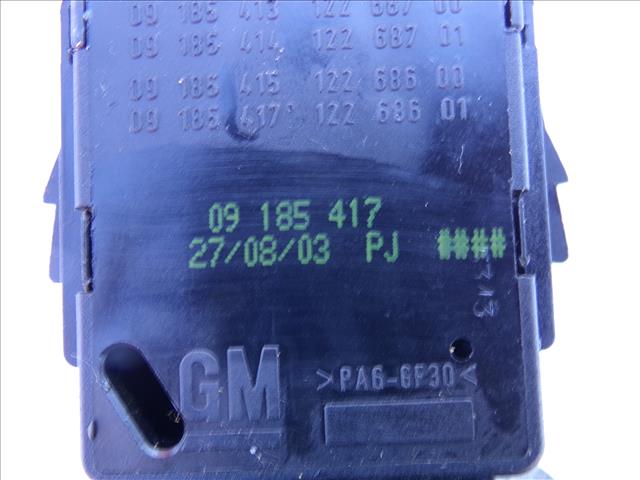 09 185 413 122 687 00
09 185 414 122 687 01
09 185 415 122 686 00
09 185 417 122 686 01
09 185 417
27/08/03 PJ ####
GM
>PA6-GF30<